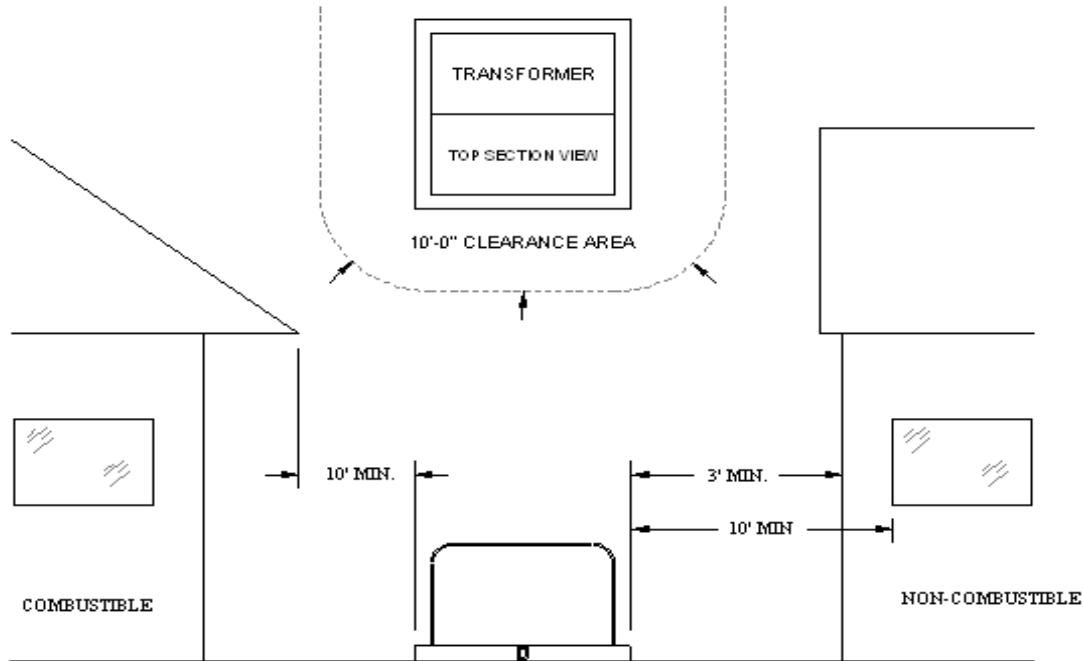 TRANSFORMER
TOP SECTION VIEW
10'-0" CLEARANCE AREA
10' MIN.
3' MIN.
10' MIN
COMBUSTIBLE
NON-COMBUSTIBLE